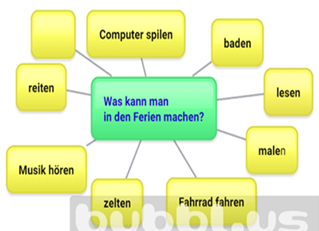 Computer spilen
baden
reiten
Was kann man
in den Ferien machen?
lesen
malen
Musik hören
zelten
Fahrrad fahren
bubbl.us